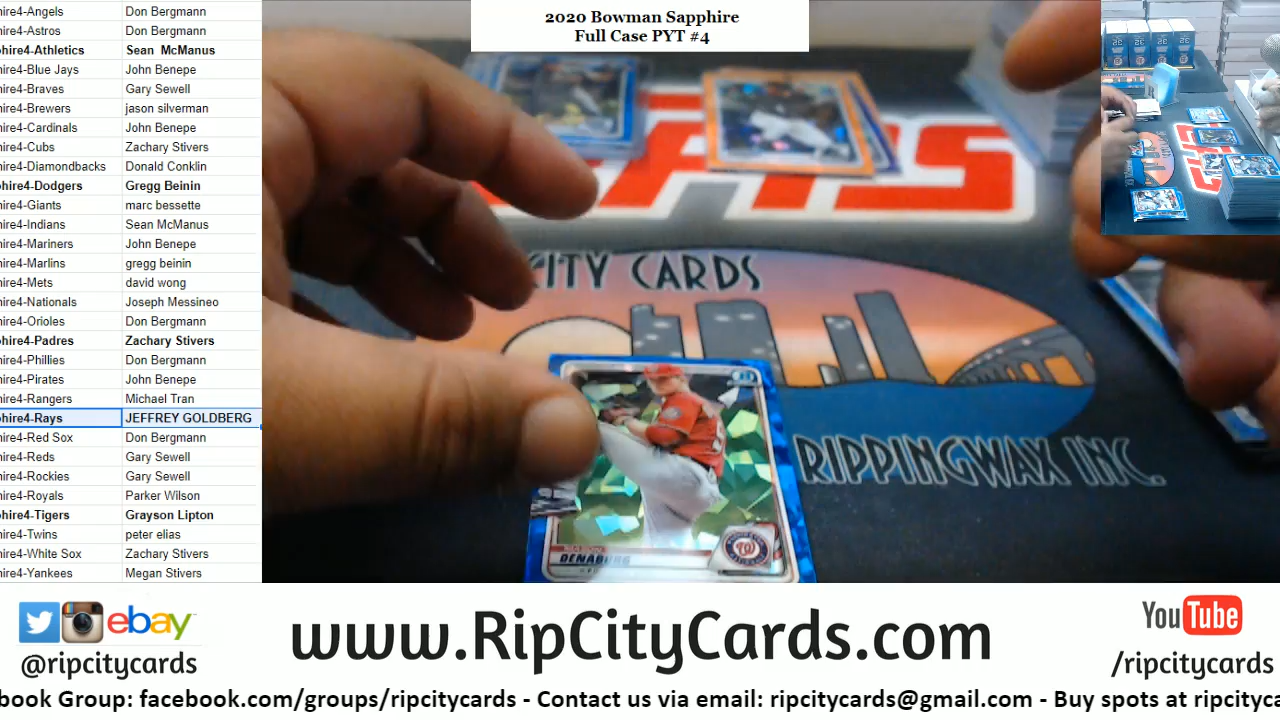 2020 Bowman Sapphire
Full Case PYT #4
hire4-Angels Don Bergmann
hire4-Astros Don Bergmann
hire4-Athletics Sean McManus
hire4-Blue Jays John Benepe
hire4-Braves Gary Sewell
hire4-Brewers jason silverman
hire4-Cardinals John Benepe
hire4-Cubs Zachary Stivers
hire4-Diamondbacks Donald Conklin
hire4-Dodgers Gregg Beinin
hire4-Giants marc bessette
hire4-Indians Sean McManus
hire4-Mariners John Benepe
hire4-Marlins gregg beinin
hire4-Mets david wong
hire4-Nationals Joseph Messineo
hire4-Orioles Don Bergmann
hire4-Padres Zachary Stivers
hire4-Phillies Don Bergmann
hire4-Pirates John Benepe
hire4-Rangers Michael Tran
hire4-Rays JEFFREY GOLDBERG
hire4-Red Sox Don Bergmann
hire4-Reds Gary Sewell
hire4-Rockies Gary Sewell
hire4-Royals Parker Wilson
hire4-Tigers Grayson Lipton
hire4-Twins peter elias
hire4-White Sox Zachary Stivers
hire4-Yankees Megan Stivers
CITY CARDS
RIPPINGWAX INC.
DENABURG
ebay
@ripcitycards
www.RipCityCards.com
YouTube
/ripcitycards
book Group: facebook.com/groups/ripcitycards - Contact us via email: ripcitycards@gmail.com - Buy spots at ripcityca